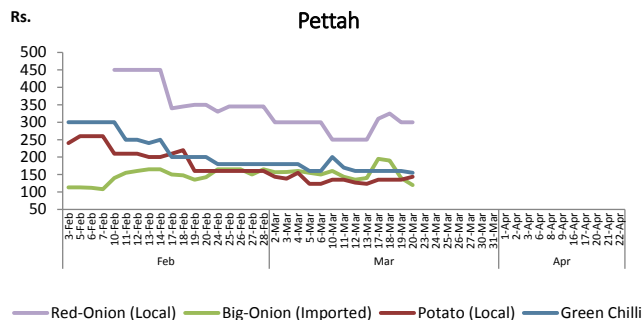 Rs.
Pettah
500
450
400
350
300
250
200
150
100
50
3-Feb
5-Feb
6-Feb
7-Feb
10-Feb
11-Feb
12-Feb
13-Feb
14-Feb
17-Feb
18-Feb
19-Feb
20-Feb
24-Feb
25-Feb
26-Feb
27-Feb
28-Feb
2-Mar
3-Mar
4-Mar
5-Mar
6-Mar
10-Mar
11-Mar
12-Mar
13-Mar
17-Mar
18-Mar
19-Mar
20-Mar
23-Mar
24-Mar
25-Mar
26-Mar
27-Mar
30-Mar
31-Mar
1-Apr
2-Apr
3-Apr
6-Apr
8-Apr
9-Apr
16-Apr
17-Apr
20-Apr
21-Apr
22-Apr
Feb Mar Apr
Red-Onion (Local) Big-Onion (Imported) Potato (Local) Green Chilli